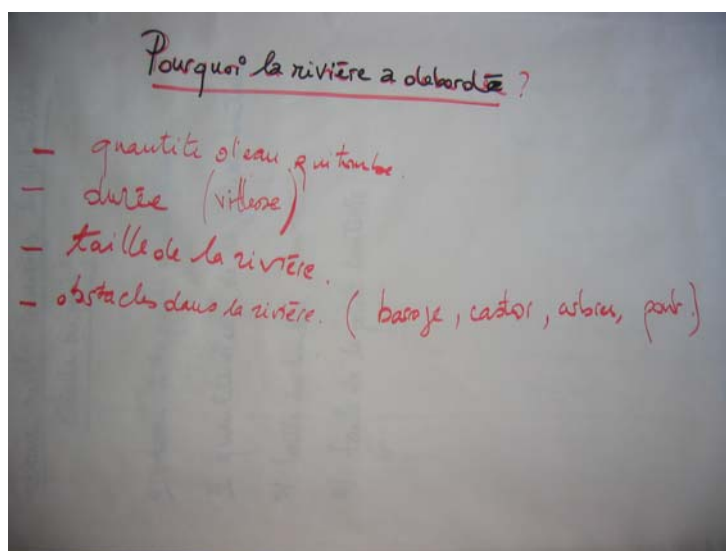 Pourquoi la rivière a débordé ?
- quantité d'eau qui tombe.
- durée (vitesse)
- taille de la rivière.
- obstacles dans la rivière. (barage, castor, arbres, pont.)